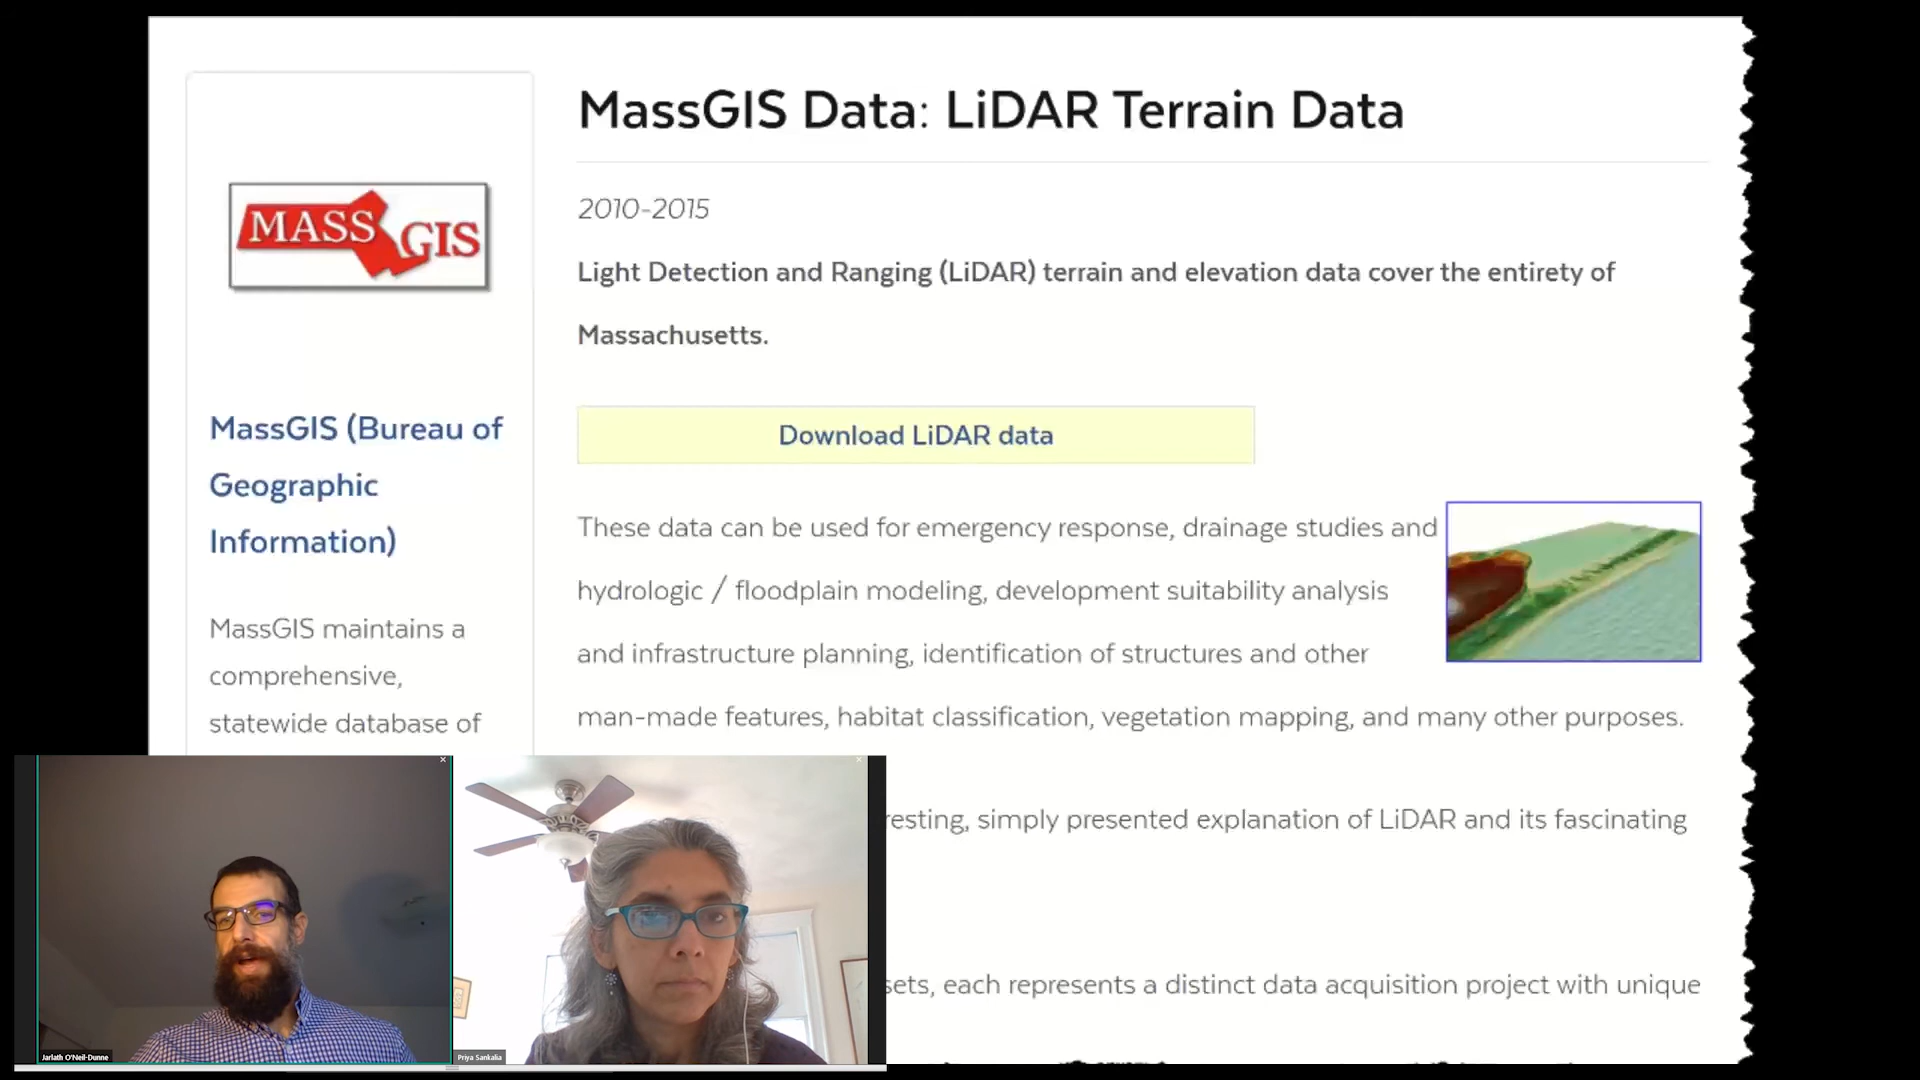 MassGIS Data: LiDAR Terrain Data
2010-2015
Light Detection and Ranging (LiDAR) terrain and elevation data cover the entirety of
Massachusetts.
Download LiDAR data
These data can be used for emergency response, drainage studies and
hydrologic / floodplain modeling, development suitability analysis
and infrastructure planning, identification of structures and other
man-made features, habitat classification, vegetation mapping, and many other purposes.
resting, simply presented explanation of LiDAR and its fascinating
sets, each represents a distinct data acquisition project with unique
MASS GIS
MassGIS (Bureau of
Geographic
Information)
MassGIS maintains a
comprehensive,
statewide database of
Jarlath O'Neil-Dunne
Priya Sankalia